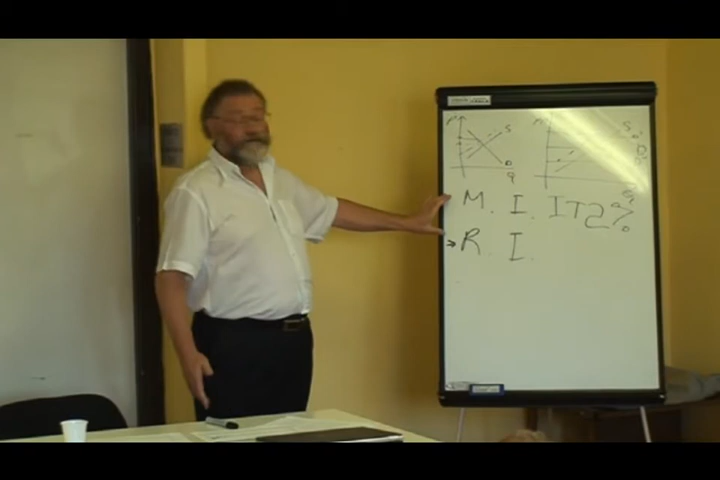 P S D q
P S D q
M. I. IT2%
→ R. I.